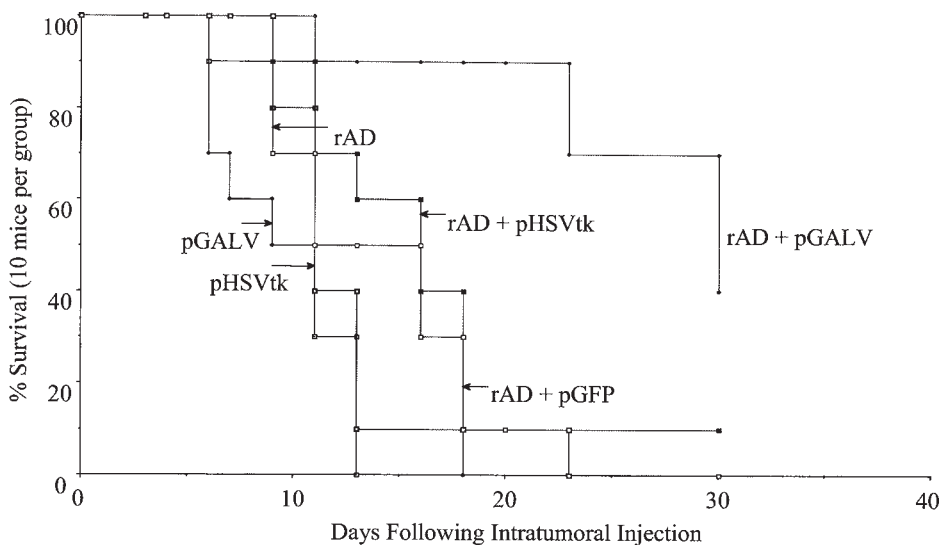 % Survival (10 mice per group)
100
80
60
40
20
0
rAD
pGALV
pHSVtk
rAD + pHSVtk
rAD + pGALV
rAD + pGFP
0 10 20 30 40
Days Following Intratumoral Injection